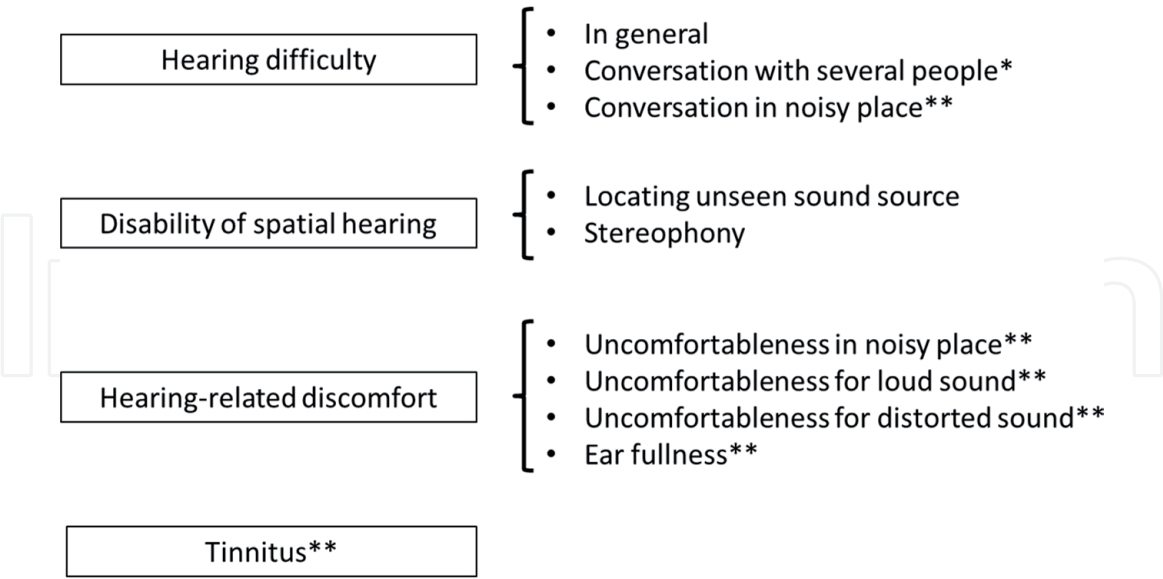 Hearing difficulty
• In general
• Conversation with several people*
• Conversation in noisy place**
Disability of spatial hearing
• Locating unseen sound source
• Stereophony
Hearing-related discomfort
• Uncomfortableness in noisy place**
• Uncomfortableness for loud sound**
• Uncomfortableness for distorted sound**
• Ear fullness**
Tinnitus**